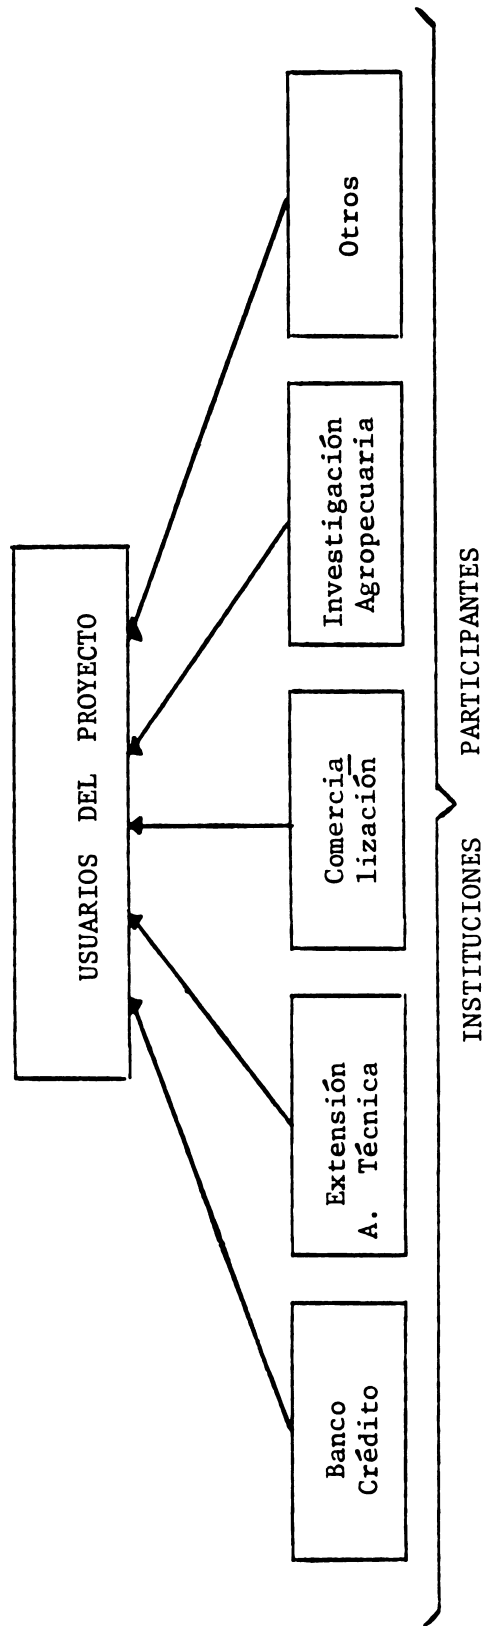 USUARIOS DEL PROYECTO
Banco
Crédito
Extensión
A. Técnica
Comercia
lización
Investigación
Agropecuaria
Otros
INSTITUCIONES PARTICIPANTES